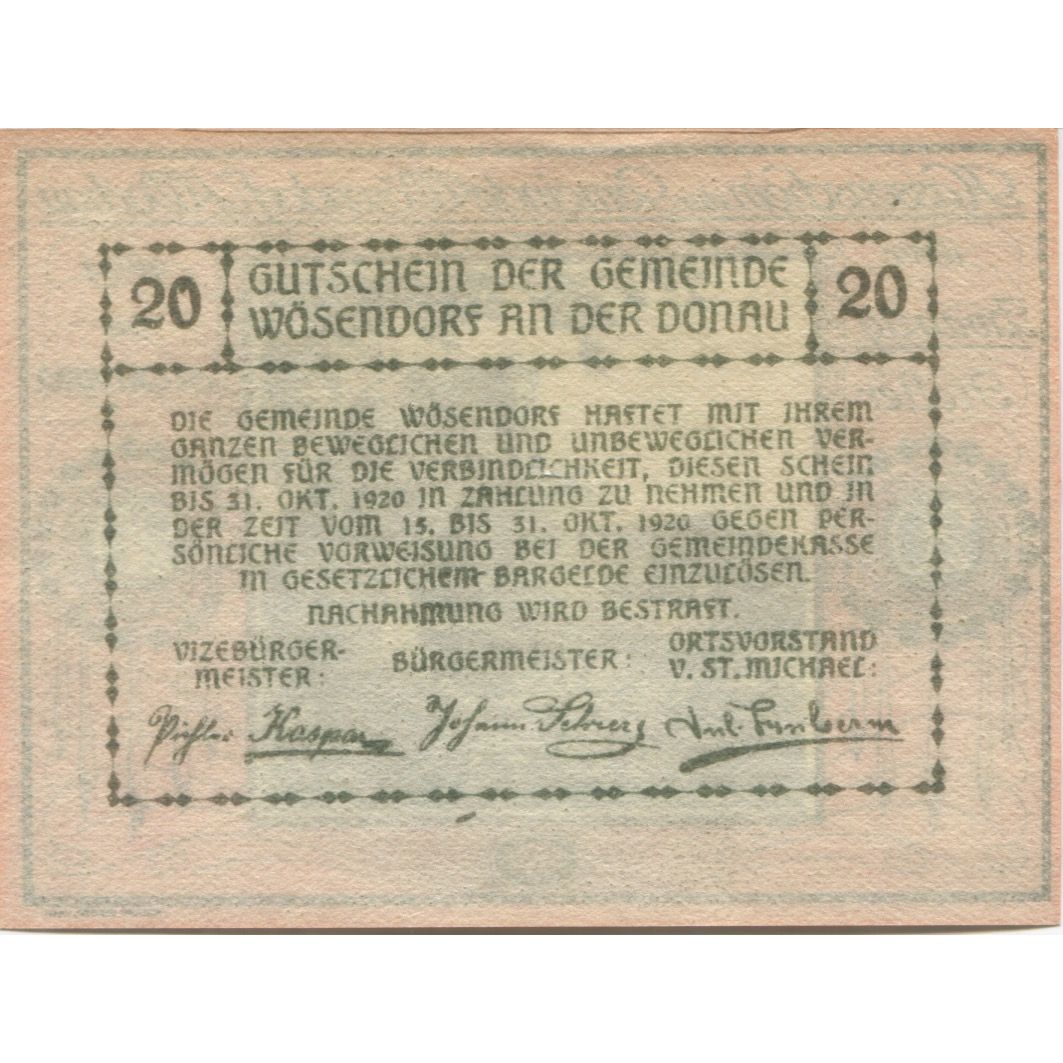 20 GUTSCHEIN DER GEMEINDE 20
WÖSENDORF AN DER DONAU
DIE GEMEINDE WÖSENDORF HAFTET MIT IHREM
GANZEN BEWEGLICHEN UND UNBEWEGLICHEN VER-
MÖGEN FÜR DIE VERBINDLICHKEIT, DIESEN SCHEIN
BIS 31. OKT. 1920 IN ZAHLUNG ZU NEHMEN UND IN
DER ZEIT VOM 15. BIS 31. OKT. 1920 GEGEN PER-
SÖNLICHE VORWEISUNG BEI DER GEMEINDEKASSE
IN GESETZLICHEM BARGELDE EINZULÖSEN.
NACHAHMUNG WIRD BESTRAFT.
VIZEBÜRGER-
MEISTER:
BÜRGERMEISTER:
ORTSVORSTAND
V. ST. MICHAEL:
Pichler Kaspar
Johann